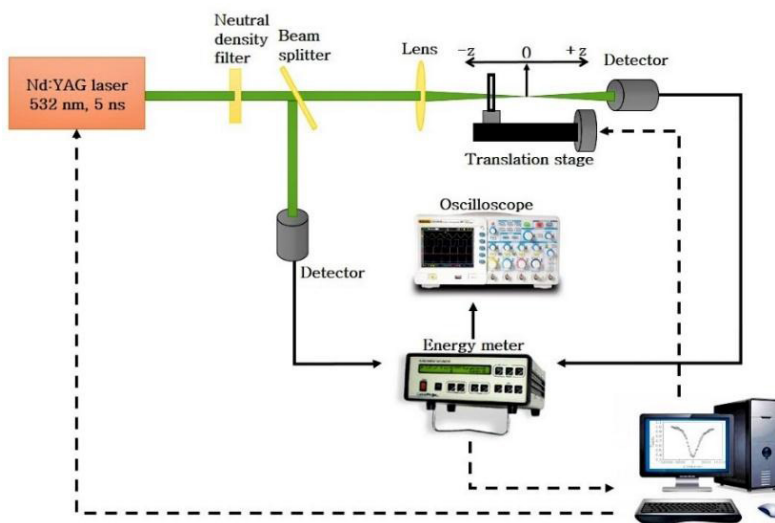 Neutral
density
filter
Beam
splitter
Lens
-z
0
+z
Detector
Nd:YAG laser
532 nm, 5 ns
Translation stage
Oscilloscope
Detector
Energy meter